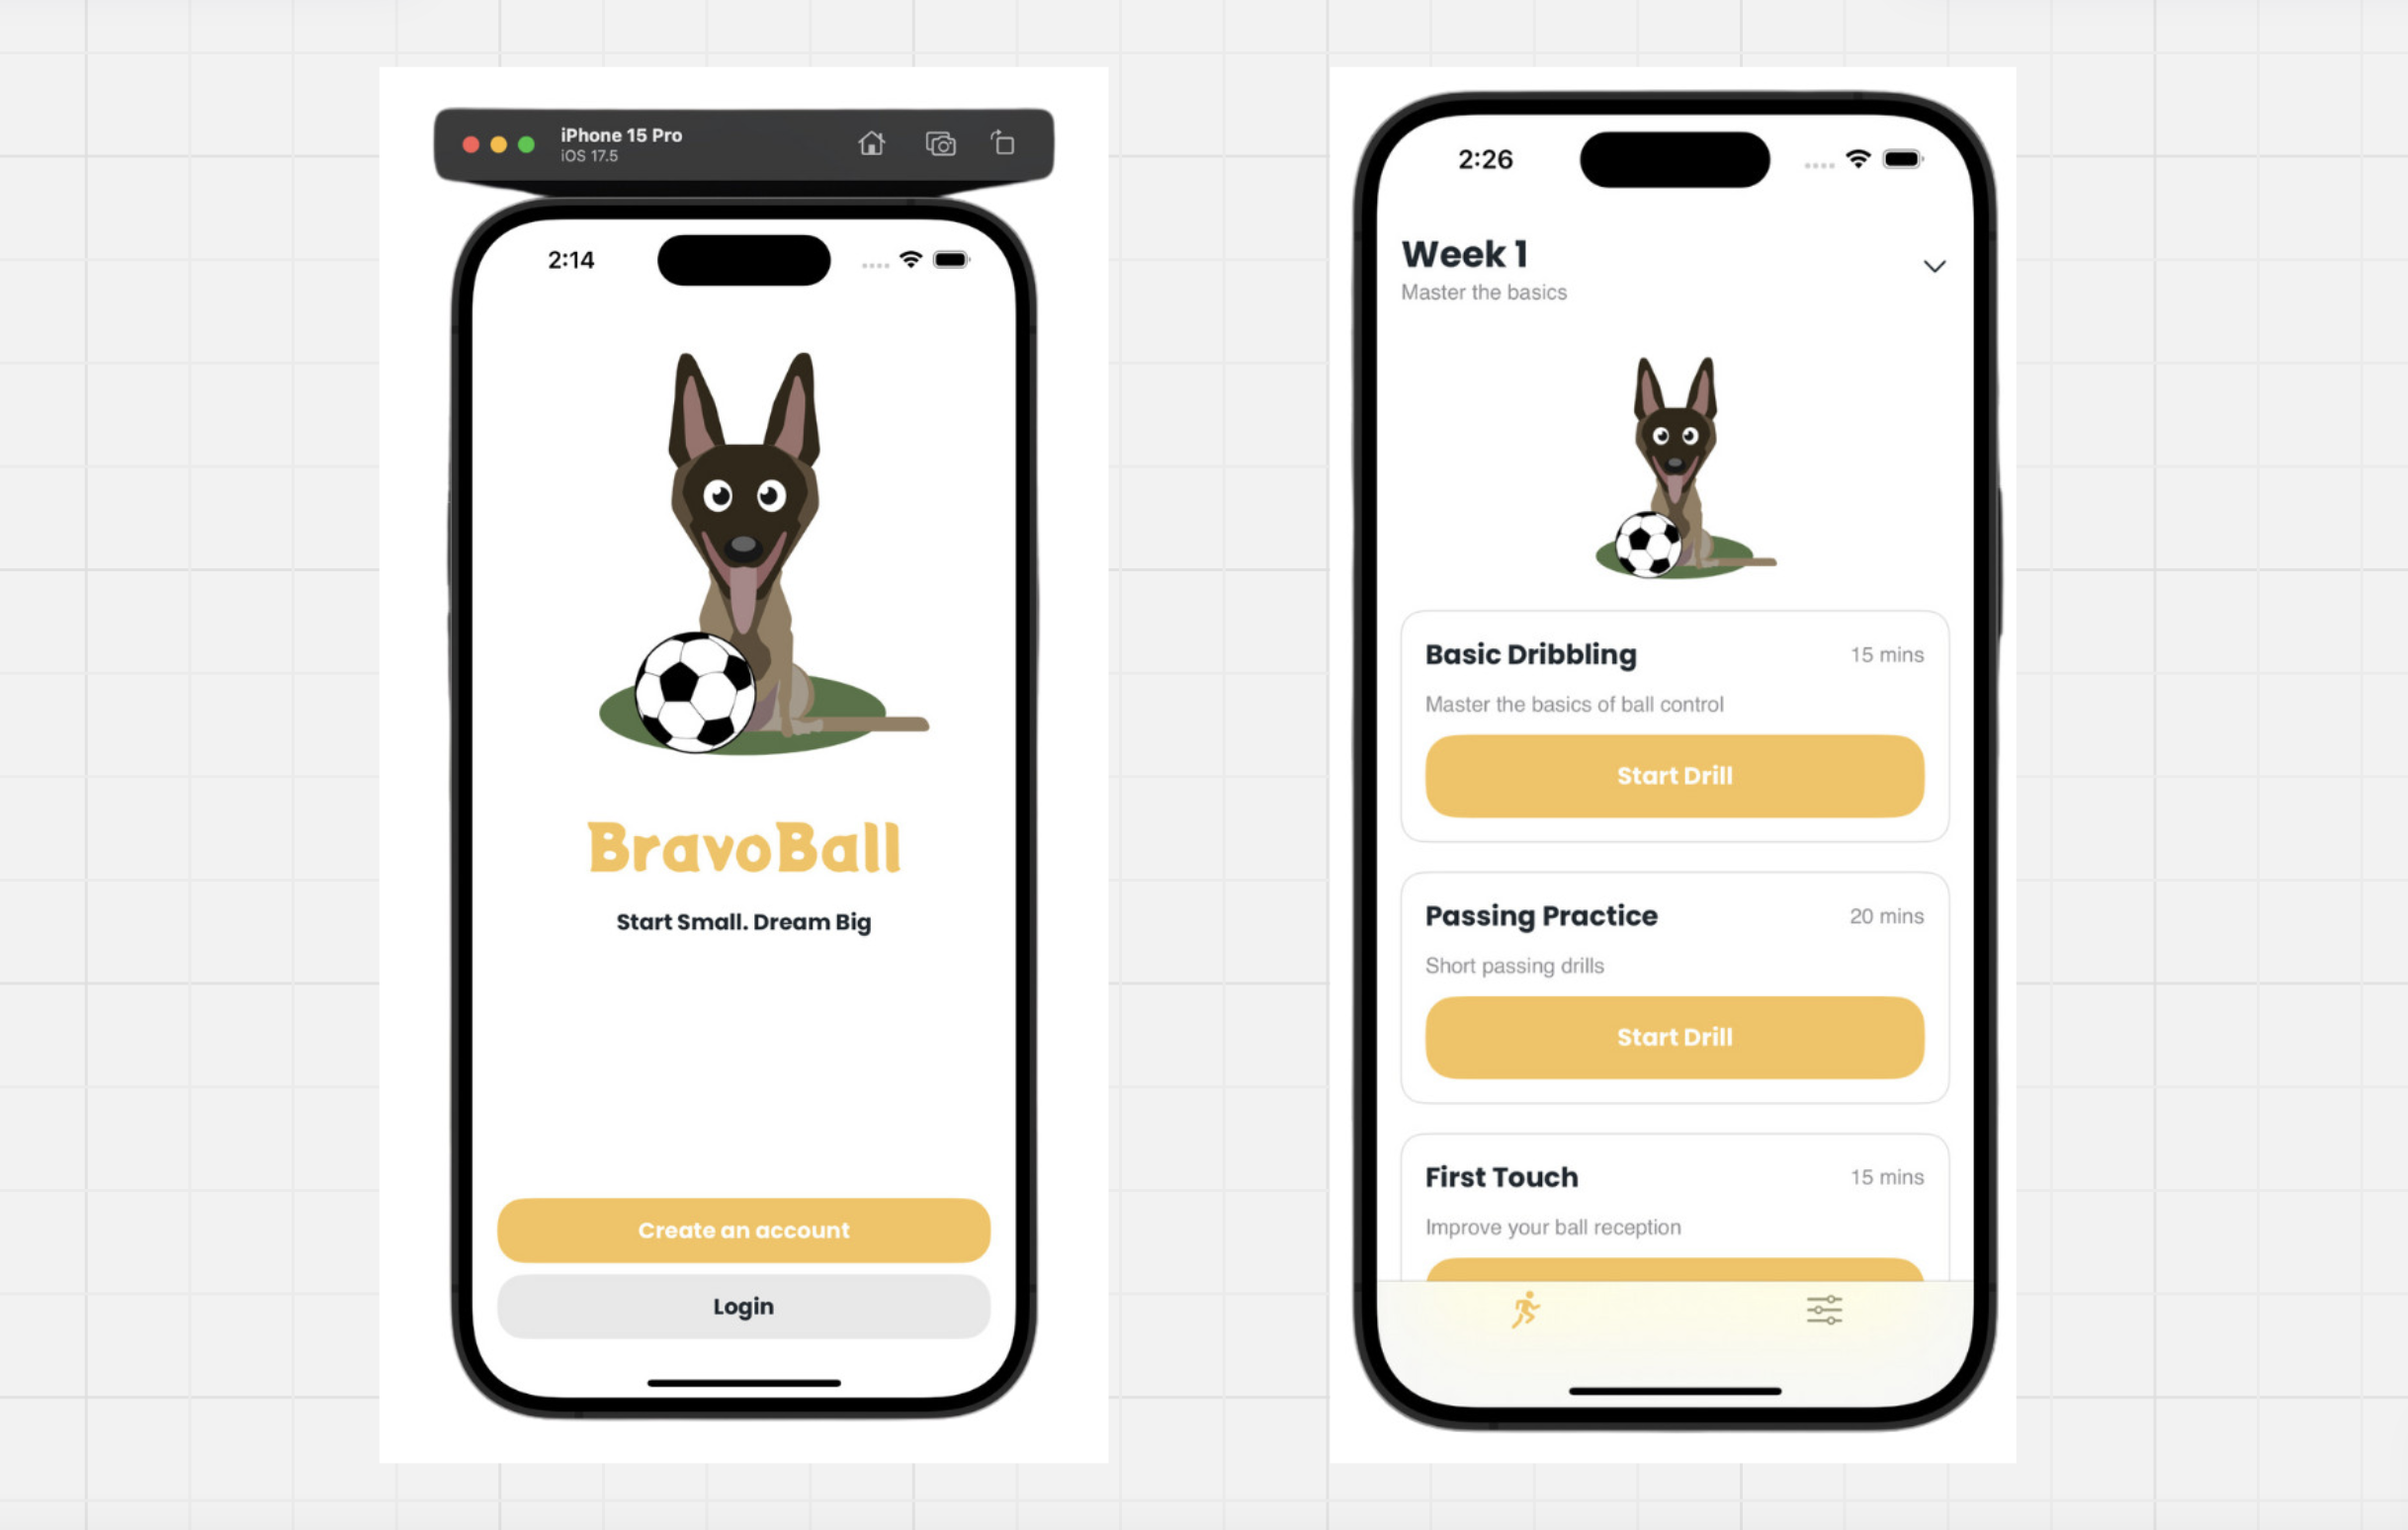 iPhone 15 Pro
iOS 17.5
2:14
BravoBall
Start Small. Dream Big
Create an account
Login
2:26
Week 1
Master the basics
Basic Dribbling
15 mins
Master the basics of ball control
Start Drill
Passing Practice
20 mins
Short passing drills
Start Drill
First Touch
15 mins
Improve your ball reception